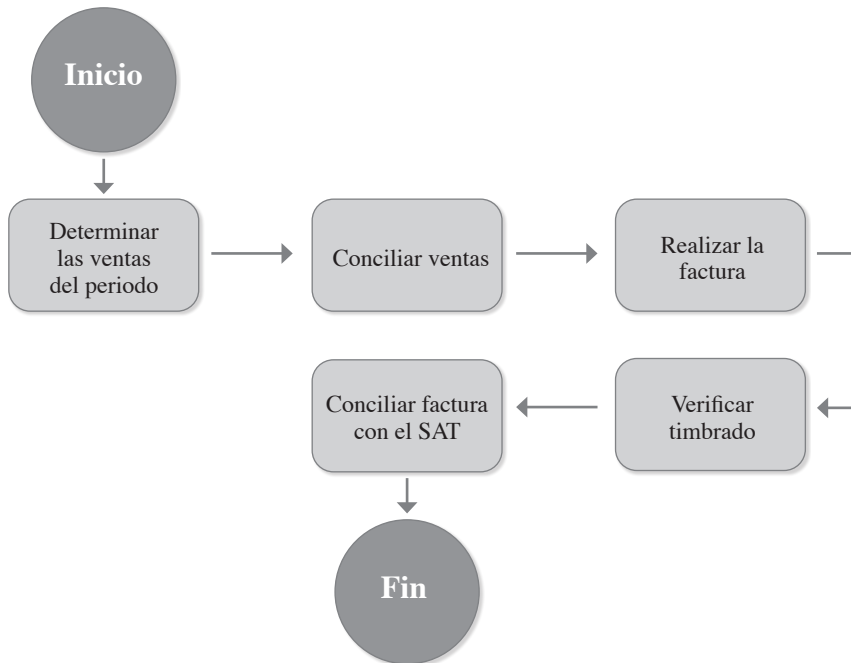 Inicio
Determinar
las ventas
del periodo
Conciliar ventas
Realizar la
factura
Verificar
timbrado
Conciliar factura
con el SAT
Fin